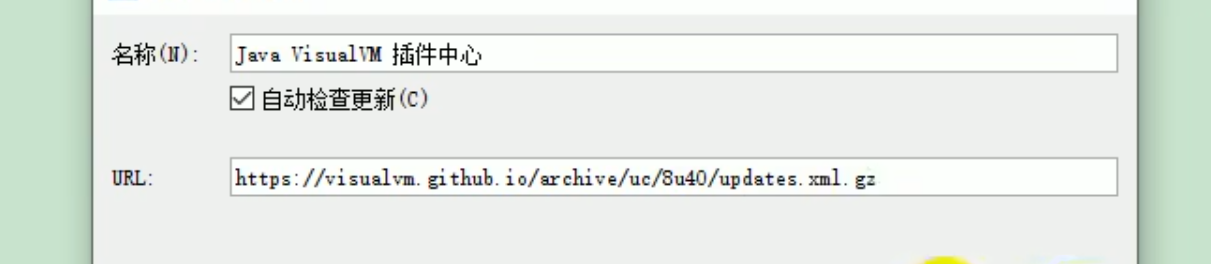 名称(N): Java VisualVM 插件中心
自动检查更新(C)
URL: https://visualvm.github.io/archive/uc/8u40/updates.xml.gz